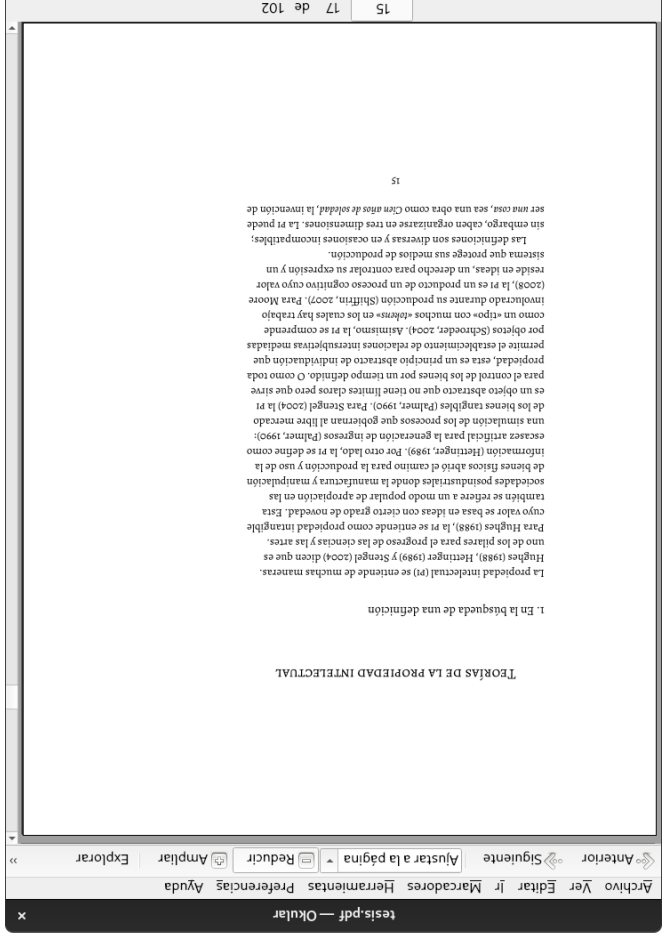 tesis.pdf — Okular
Archivo Ver Editar Ir Marcadores Herramientas Preferencias Ayuda
Anterior Siguiente Ajustar a la página Reducir Ampliar Explorar
TEORÍAS DE LA PROPIEDAD INTELECTUAL
1. En la búsqueda de una definición
La propiedad intelectual (PI) se entiende de muchas maneras.
Hughes (1988), Hettinger (1989) y Stengel (2004) dicen que es
uno de los pilares para el progreso de las ciencias y las artes.
Para Hughes (1988), la PI se entiende como propiedad intangible
cuyo valor se basa en ideas con cierto grado de novedad. Esta
también se refiere a un modo popular de apropiación en las
sociedades posindustriales donde la manufactura y manipulación
de bienes físicos abrió el camino para la producción y uso de la
información (Hettinger, 1989). Por otro lado, la PI se define como
escasez artificial para la generación de ingresos (Palmer, 1990):
una simulación de los procesos que gobiernan al libre mercado
de los bienes tangibles (Palmer, 1990). Para Stengel (2004) la PI
es un objeto abstracto que no tiene límites claros pero que sirve
para el control de los bienes por un tiempo definido. O como toda
propiedad, esta es un principio abstracto de individuación que
permite el establecimiento de relaciones intersubjetivas mediadas
por objetos (Schroeder, 2004). Asimismo, la PI se comprende
como un «tipo» con muchos «tokens» en los cuales hay trabajo
involucrado durante su producción (Shiffrin, 2007). Para Moore
(2008), la PI es un producto de un proceso cognitivo cuyo valor
reside en ideas, un derecho para controlar su expresión y un
sistema que protege sus medios de producción.
Las definiciones son diversas y en ocasiones incompatibles;
sin embargo, caben organizarse en tres dimensiones. La PI puede
ser una cosa, sea una obra como Cien años de soledad, la invención de
15
15 17 de 102